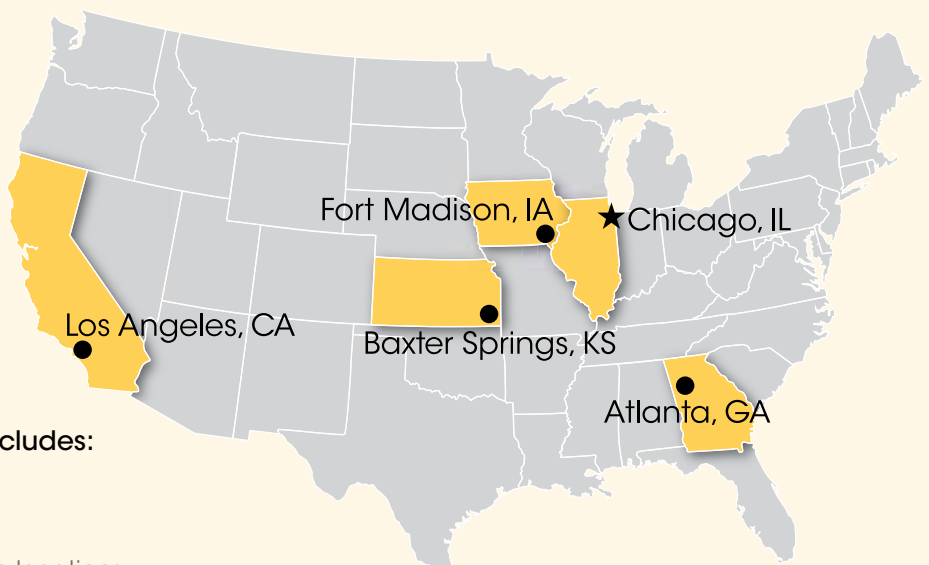 Fort Madison, IA
Chicago, IL
Los Angeles, CA
Baxter Springs, KS
Atlanta, GA
cludes: